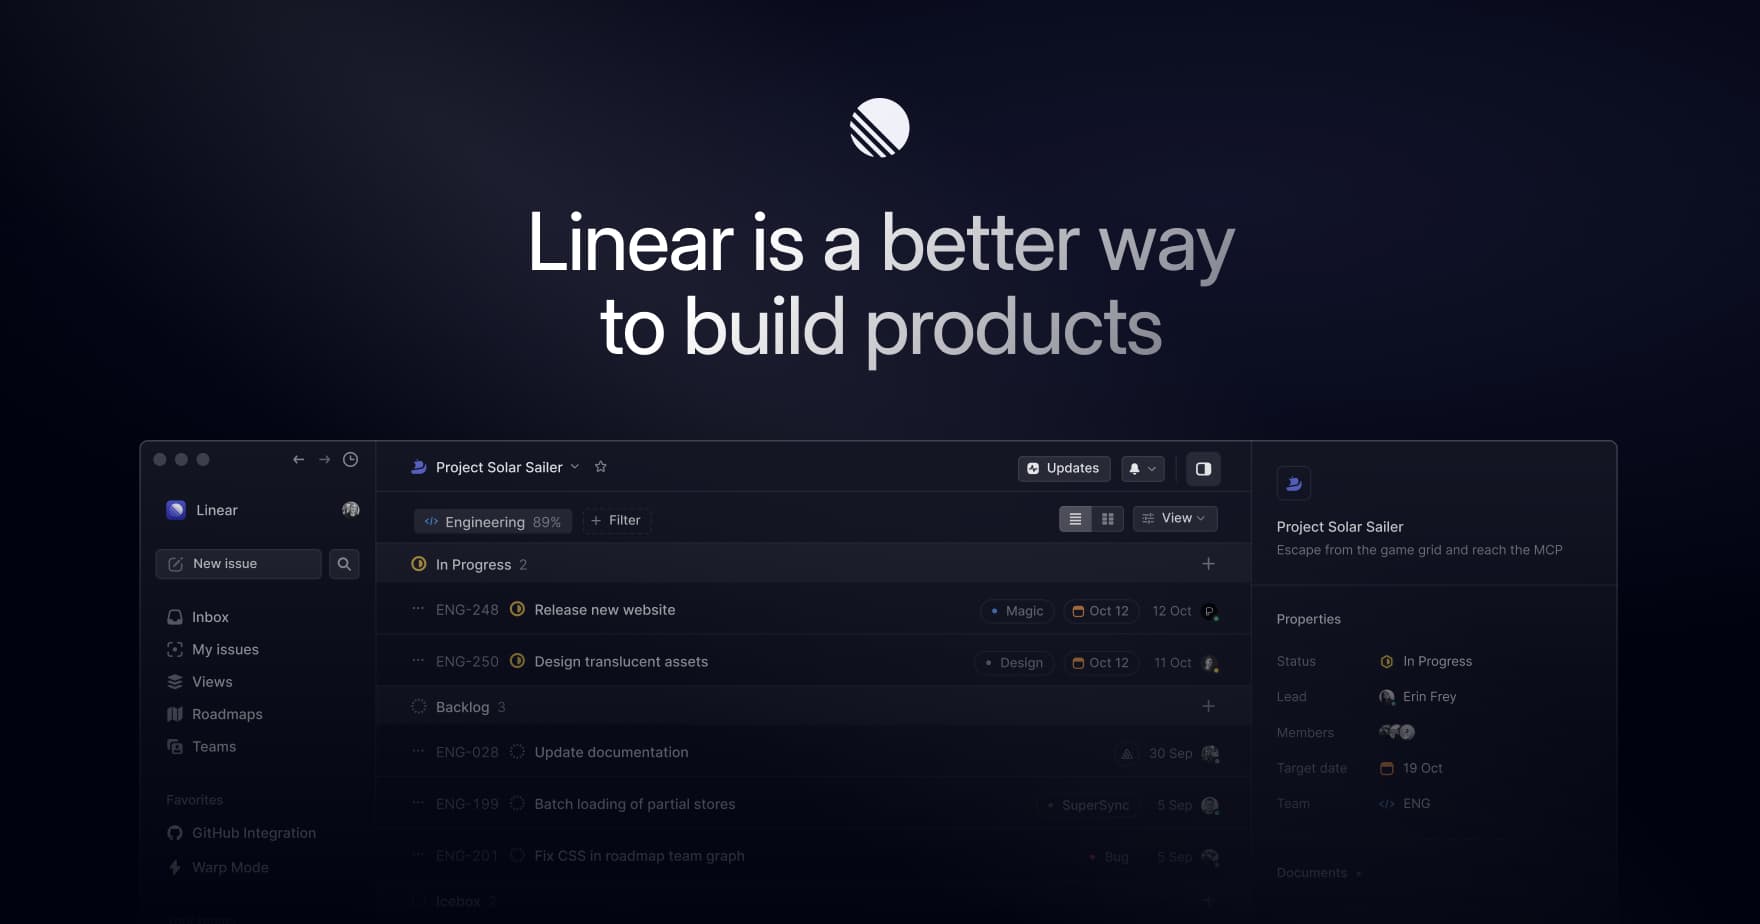 Linear is a better way
to build products
Linear
New issue
Inbox
My issues
Views
Roadmaps
Teams
Favorites
GitHub Integration
Warp Mode
Project Solar Sailer
Updates
Engineering 89%
Filter
View
In Progress 2
ENG-248 Release new website Magic Oct 12 12 Oct
ENG-250 Design translucent assets Design Oct 12 11 Oct
Backlog 3
ENG-028 Update documentation 30 Sep
ENG-199 Batch loading of partial stores SuperSync 5 Sep
ENG-201 Fix CSS in roadmap team graph Bug 5 Sep
Icebox 2
Project Solar Sailer
Escape from the game grid and reach the MCP
Properties
Status In Progress
Lead Erin Frey
Members
Target date 19 Oct
Team ENG
Documents